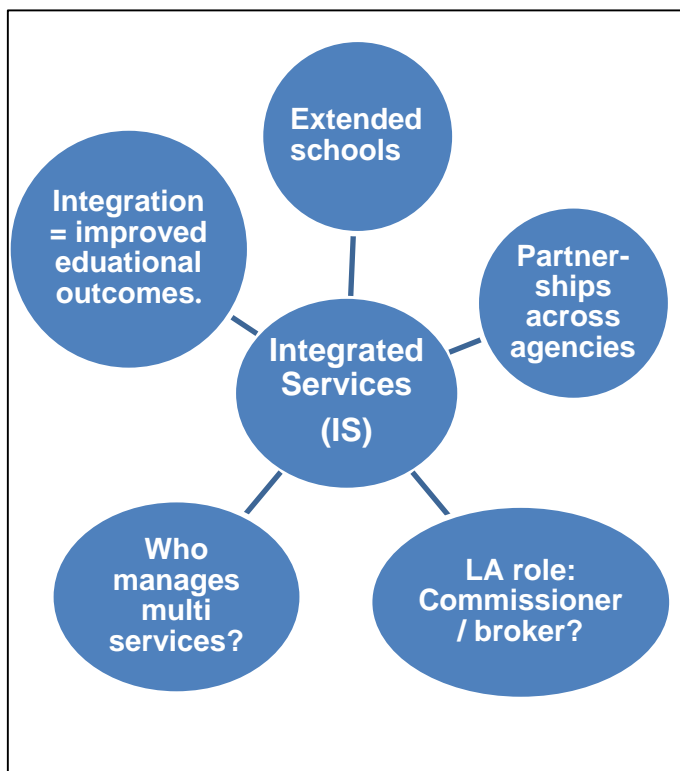 Extended
schools
Integration
= improved
eduational
outcomes.
Partner-
ships
across
agencies
Integrated
Services
(IS)
Who
manages
multi
services?
LA role:
Commissioner
/ broker?